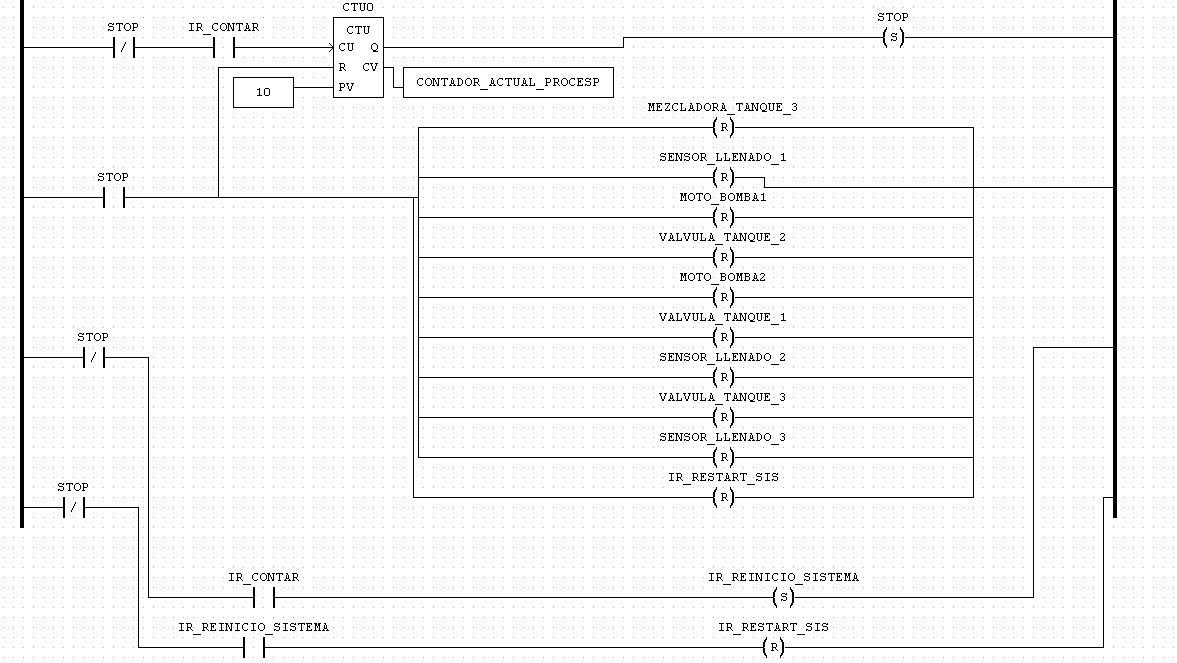 CTU0
STOP
IR_CONTAR
CTU
STOP
CU Q
(S)
R CV
CONTADOR_ACTUAL_PROCESP
10
PV
MEZCLADORA_TANQUE_3
(R)
SENSOR_LLENADO_1
(R)
STOP
MOTO_BOMBA1
(R)
VALVULA_TANQUE_2
(R)
MOTO_BOMBA2
(R)
VALVULA_TANQUE_1
(R)
STOP
/
SENSOR_LLENADO_2
(R)
VALVULA_TANQUE_3
(R)
SENSOR_LLENADO_3
(R)
IR_RESTART_SIS
(R)
STOP
/
IR_CONTAR
IR_REINICIO_SISTEMA
(S)
IR_REINICIO_SISTEMA
IR_RESTART_SIS
(R)